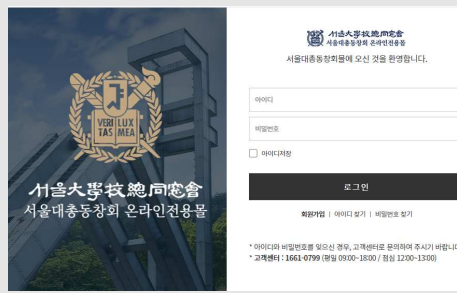 VERI LUX
TAS MEA
서울大學校總同窓會
서울대총동창회 온라인전용몰
서울大學校總同窓會
서울대총동창회 온라인전용몰
서울대총동창회몰에 오신 것을 환영합니다.
아이디
비밀번호
아이디저장
로그인
회원가입 | 아이디 찾기 | 비밀번호 찾기
* 아이디와 비밀번호를 잊으신 경우, 고객센터로 문의하여 주시기 바랍니다
* 고객센터 : 1661-0799 (평일 09:00~18:00 / 점심 12:00~13:00)